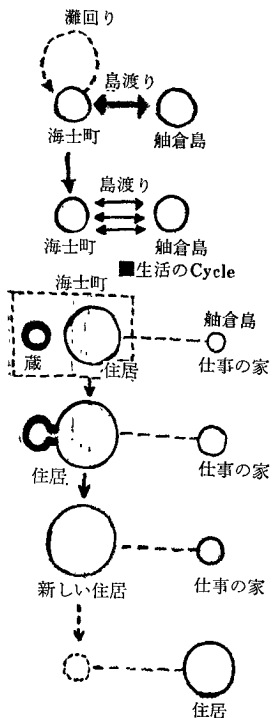 灘回り
島渡り
海士町 舳倉島
島渡り
海士町 舳倉島
■生活のCycle
海士町
舳倉島
蔵 住居 仕事の家
住居 仕事の家
新しい住居 仕事の家
住居